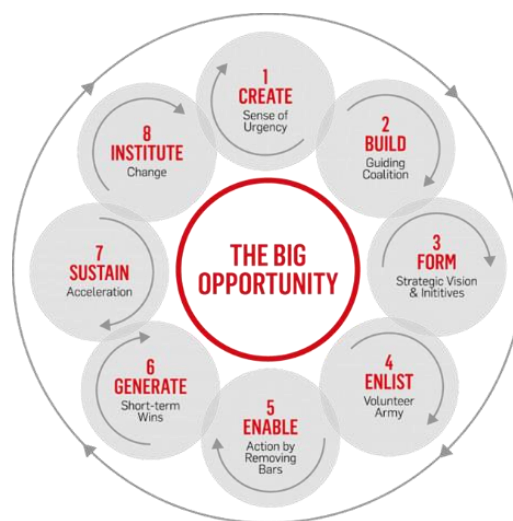 1
CREATE
Sense of
Urgency
2
BUILD
Guiding
Coalition
3
FORM
Strategic Vision
& Inititives
4
ENLIST
Volunteer
Army
5
ENABLE
Action by
Removing
Bars
6
GENERATE
Short-term
Wins
7
SUSTAIN
Acceleration
8
INSTITUTE
Change
THE BIG
OPPORTUNITY